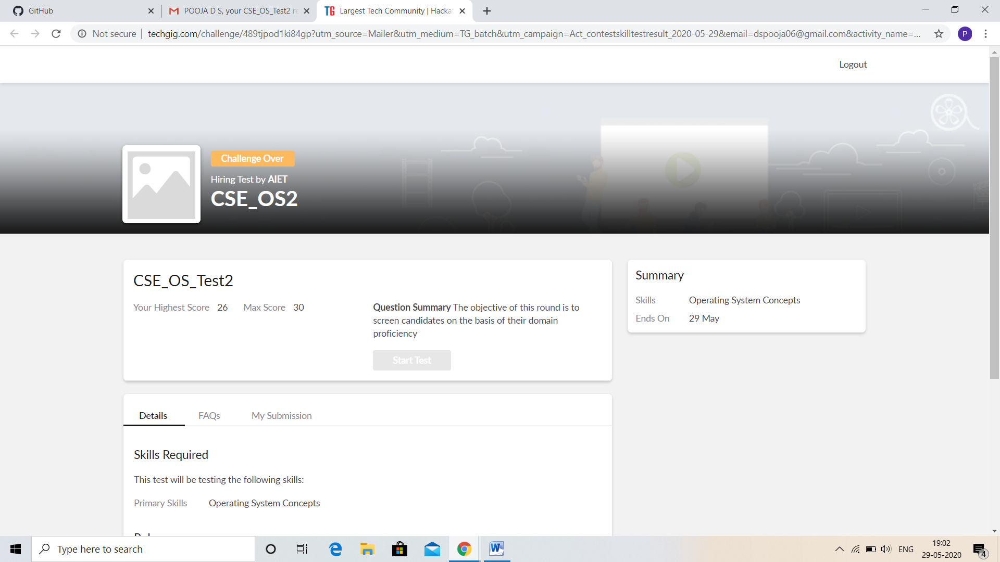 GitHub
POOJA D S, your CSE_OS_Test2 re
TG Largest Tech Community | Hacka
Not secure | techgig.com/challenge/489tjpod1ki84gp?utm_source=Mailer&utm_medium=TG_batch&utm_campaign=Act_contestskilltestresult_2020-05-29&email=dspooja06@gmail.com&activity_name=...
P
Logout
Challenge Over
Hiring Test by AIET
CSE_OS2
CSE_OS_Test2
Your Highest Score 26 Max Score 30
Question Summary The objective of this round is to
screen candidates on the basis of their domain
proficiency
Start Test
Summary
Skills Operating System Concepts
Ends On 29 May
Details FAQs My Submission
Skills Required
This test will be testing the following skills:
Primary Skills Operating System Concepts
Type here to search
ENG
19:02
29-05-2020
4